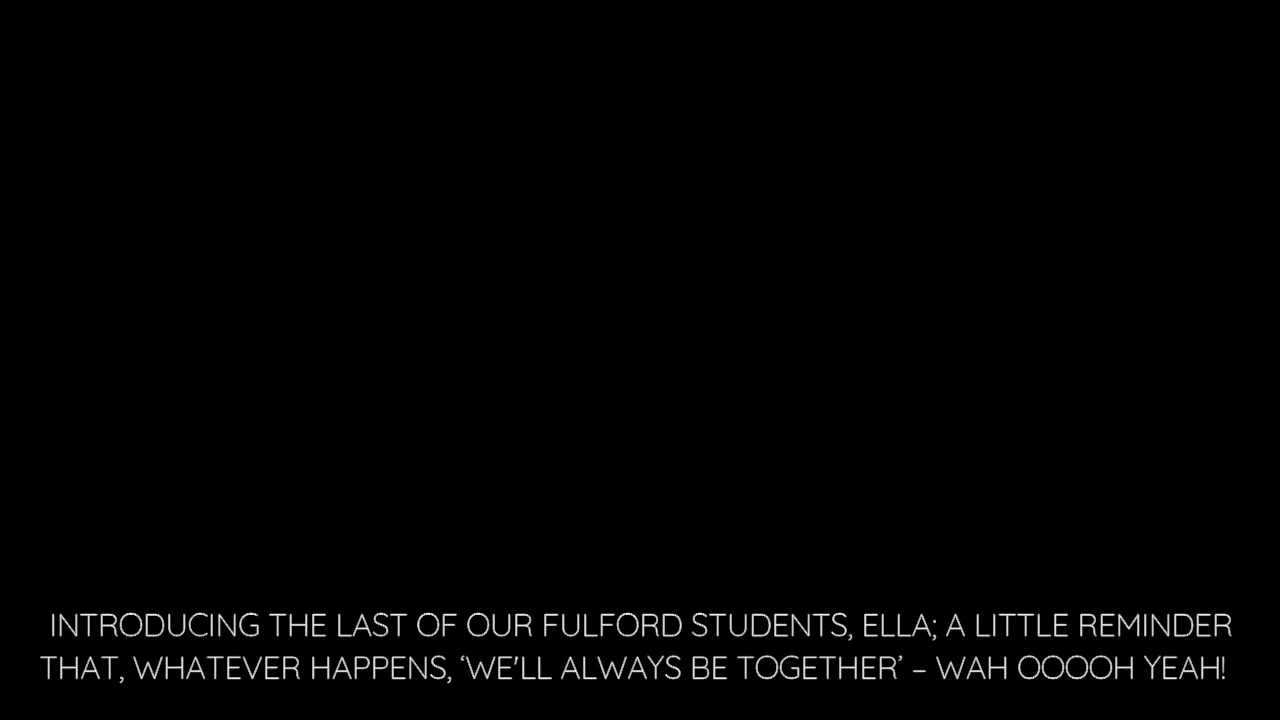 INTRODUCING THE LAST OF OUR FULFORD STUDENTS, ELLA; A LITTLE REMINDER
THAT, WHATEVER HAPPENS, ‘WE'LL ALWAYS BE TOGETHER’ – WAH OOOOH YEAH!